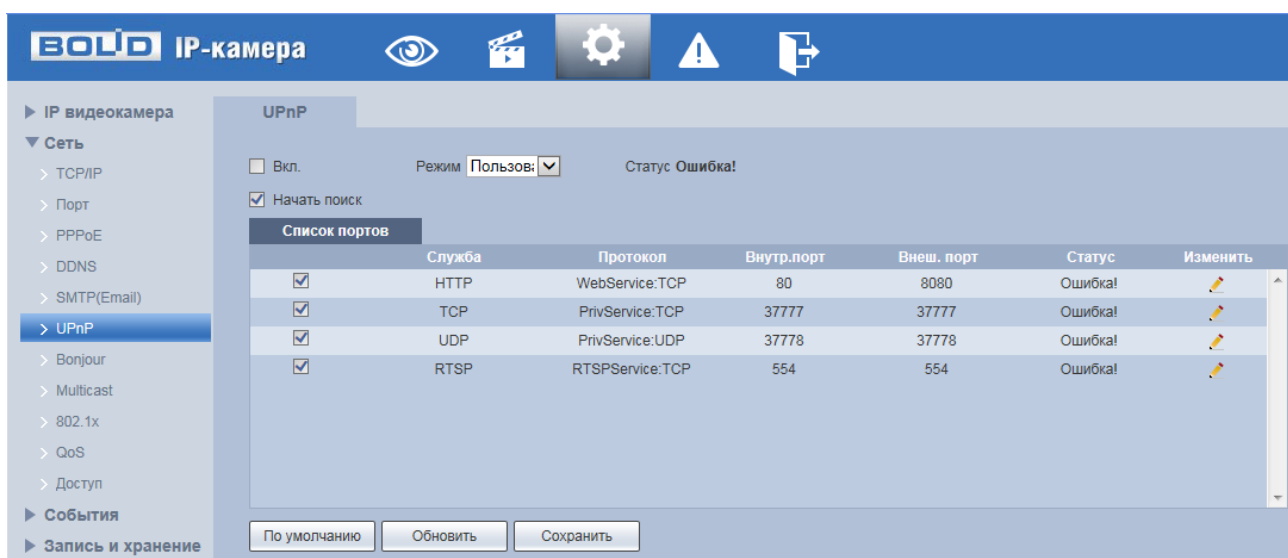 BOLID IP-камера
IP видеокамера
Сеть
TCP/IP
Порт
PPPoE
DDNS
SMTP(Email)
UPnP
Bonjour
Multicast
802.1x
QoS
Доступ
События
Запись и хранение
UPnP
Вкл. Режим Пользова Статус Ошибка!
Начать поиск
Список портов
Служба Протокол Внутр.порт Внеш. порт Статус Изменить
HTTP WebService:TCP 80 8080 Ошибка!
TCP PrivService:TCP 37777 37777 Ошибка!
UDP PrivService:UDP 37778 37778 Ошибка!
RTSP RTSPService:TCP 554 554 Ошибка!
По умолчанию Обновить Сохранить